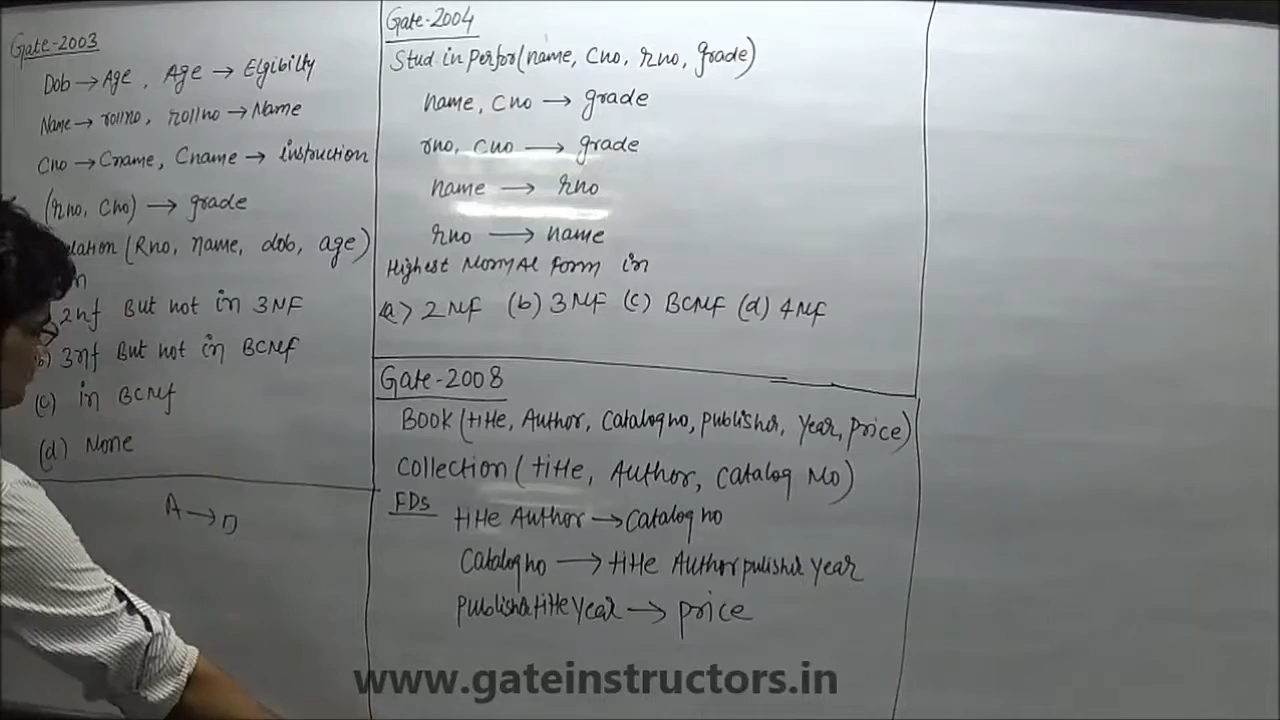 Gate-2003
Dob → Age, Age → Elgibilty
Name → rollno, rollno → Name
Cno → Cname, Cname → instruction
(rno, cno) → grade
lation (Rno, name, dob, age)
n
2nf But not in 3NF
b) 3nf But not in BCNF
(c) in BCNF
(d) None
A → D
Gate-2004
Stud in perfor(name, Cno, rno, grade)
name, cno → grade
rno, cno → grade
name → rno
rno → name
Highest Normal Form in
(a) 2NF (b) 3NF (c) BCNF (d) 4NF
Gate-2008
Book (title, Author, Catalogno, publisher, Year, price)
Collection (title, Author, Catalog No)
FDs
title Author → Catalog no
Catalogno → title Author pulisher year
publisher title Year → price
www.gateinstructors.in